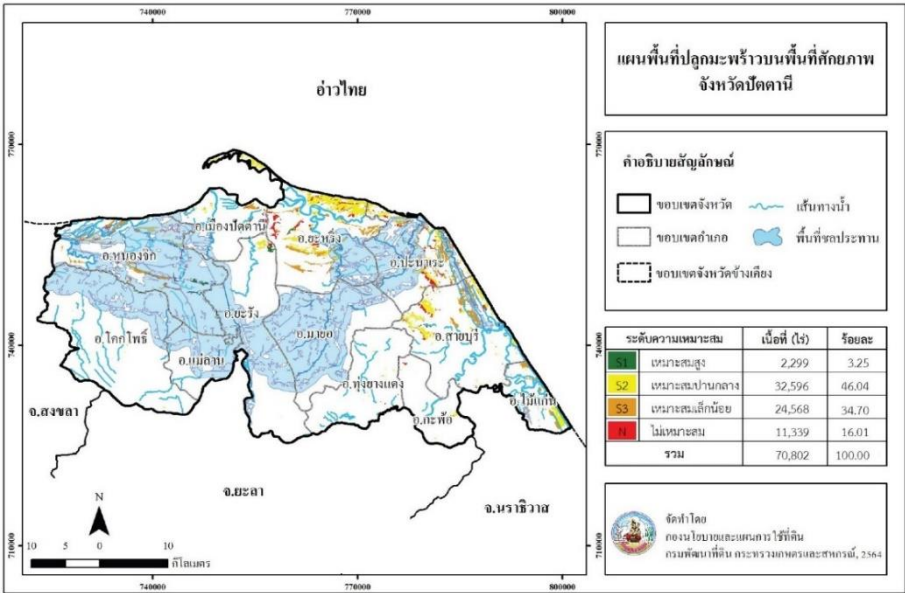 740000
770000
800000
แผนพื้นที่ปลูกมะพร้าวบนพื้นที่ศักยภาพ
จังหวัดปัตตานี
อ่าวไทย
770000
770000
คำอธิบายสัญลักษณ์
ขอบเขตจังหวัด
เส้นทางน้ำ
ขอบเขตอำเภอ
พื้นที่ชลประทาน
ขอบเขตจังหวัดข้างเคียง
อ.เมืองปัตตานี
อ.ยะหริ่ง
อ.หนองจิก
อ.ปะนาเระ
อ.ยะรัง
อ.มายอ
อ.สายบุรี
อ.โคกโพธิ์
อ.แม่ลาน
อ.ทุ่งยางแดง
อ.ไม้แก่น
อ.กะพ้อ
740000
740000
จ.สงขลา
จ.ยะลา
จ.นราธิวาส
ระดับความเหมาะสม เนื้อที่ (ไร่) ร้อยละ
S1 เหมาะสมสูง 2,299 3.25
S2 เหมาะสมปานกลาง 32,596 46.04
S3 เหมาะสมเล็กน้อย 24,568 34.70
N ไม่เหมาะสม 11,339 16.01
รวม 70,802 100.00
N
10 5 0 10
กิโลเมตร
710000
710000
จัดทำโดย
กองนโยบายและแผนการใช้ที่ดิน
กรมพัฒนาที่ดิน กระทรวงเกษตรและสหกรณ์, 2564
740000
770000
800000